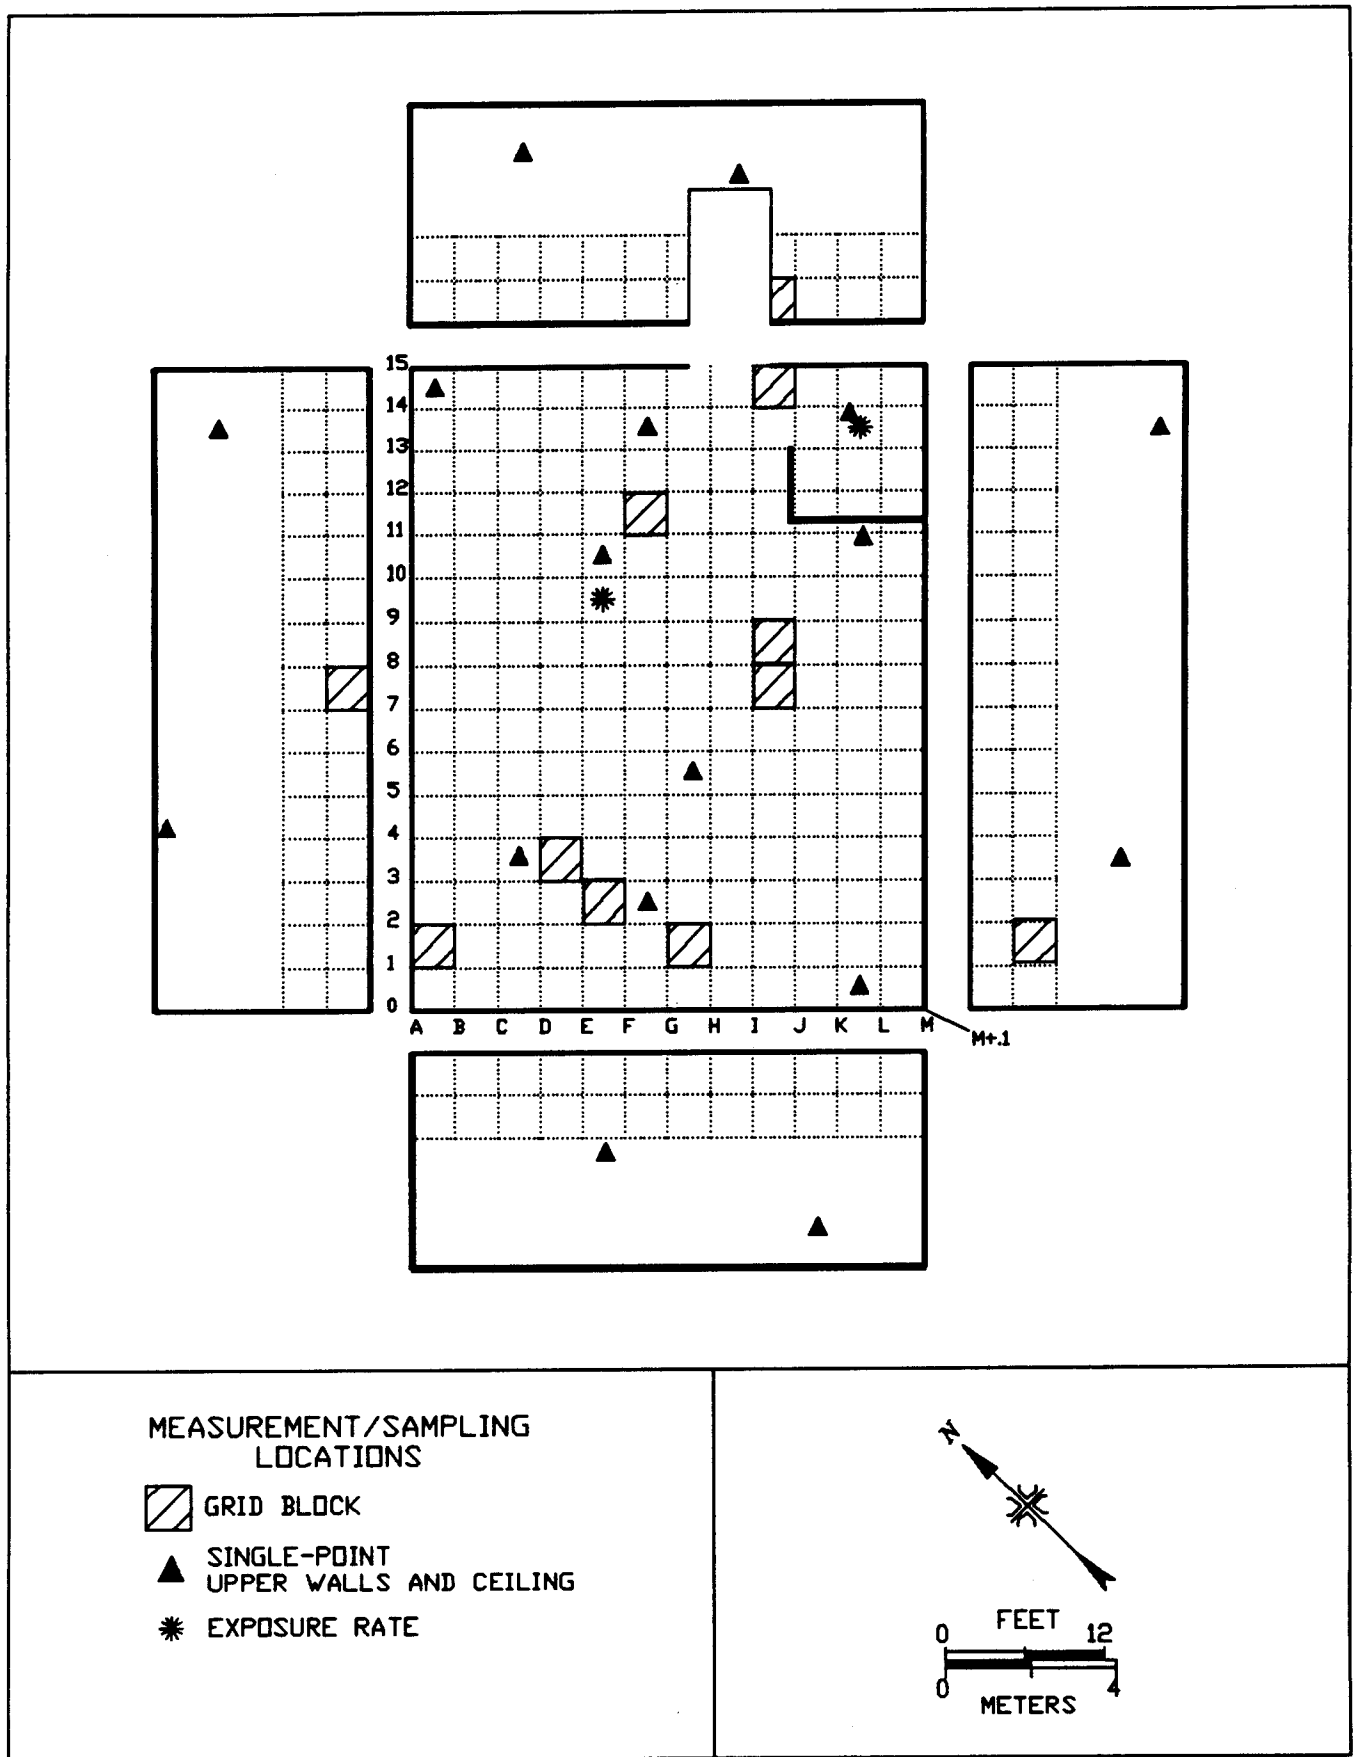 15
14
13
12
11
10
9
8
7
6
5
4
3
2
1
0
A B C D E F G H I J K L M
M+.1
MEASUREMENT/SAMPLING
LOCATIONS
GRID BLOCK
SINGLE-POINT
UPPER WALLS AND CEILING
EXPOSURE RATE
N
FEET
0 12
0 4
METERS